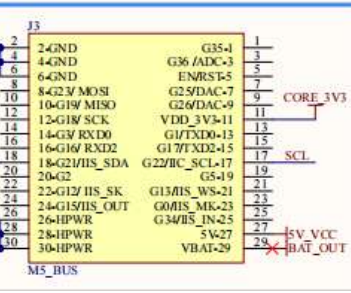 J3
2 2-GND G35-1 1
4 4-GND G36 /ADC-3 3
6 6-GND EN/RST-5 5
8 8-G23/ MOSI G25/DAC-7 7
10 10-G19/ MISO G26/DAC-9 9 CORE_3V3
12 12-G18/ SCK VDD_3V3-11 11
14 14-G3/ RXD0 G1/TXD0-13 13
16 16-G16/ RXD2 G17/TXD2-15 15
18 18-G21/IIS_SDA G22/IIC_SCL-17 17 SCL
20 20-G2 G5-19 19
22 22-G12/ IIS_SK G13/IIS_WS-21 21
24 24-G15/IIS_OUT G0/IIS_MK-23 23
26 26-HPWR G34/IIS_IN-25 25
28 28-HPWR 5V-27 27 5V_VCC
30 30-HPWR VBAT-29 29 BAT_OUT
M5_BUS